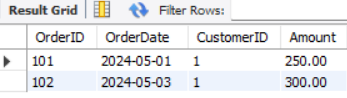 Result Grid Filter Rows:
OrderID OrderDate CustomerID Amount
101 2024-05-01 1 250.00
102 2024-05-03 1 300.00